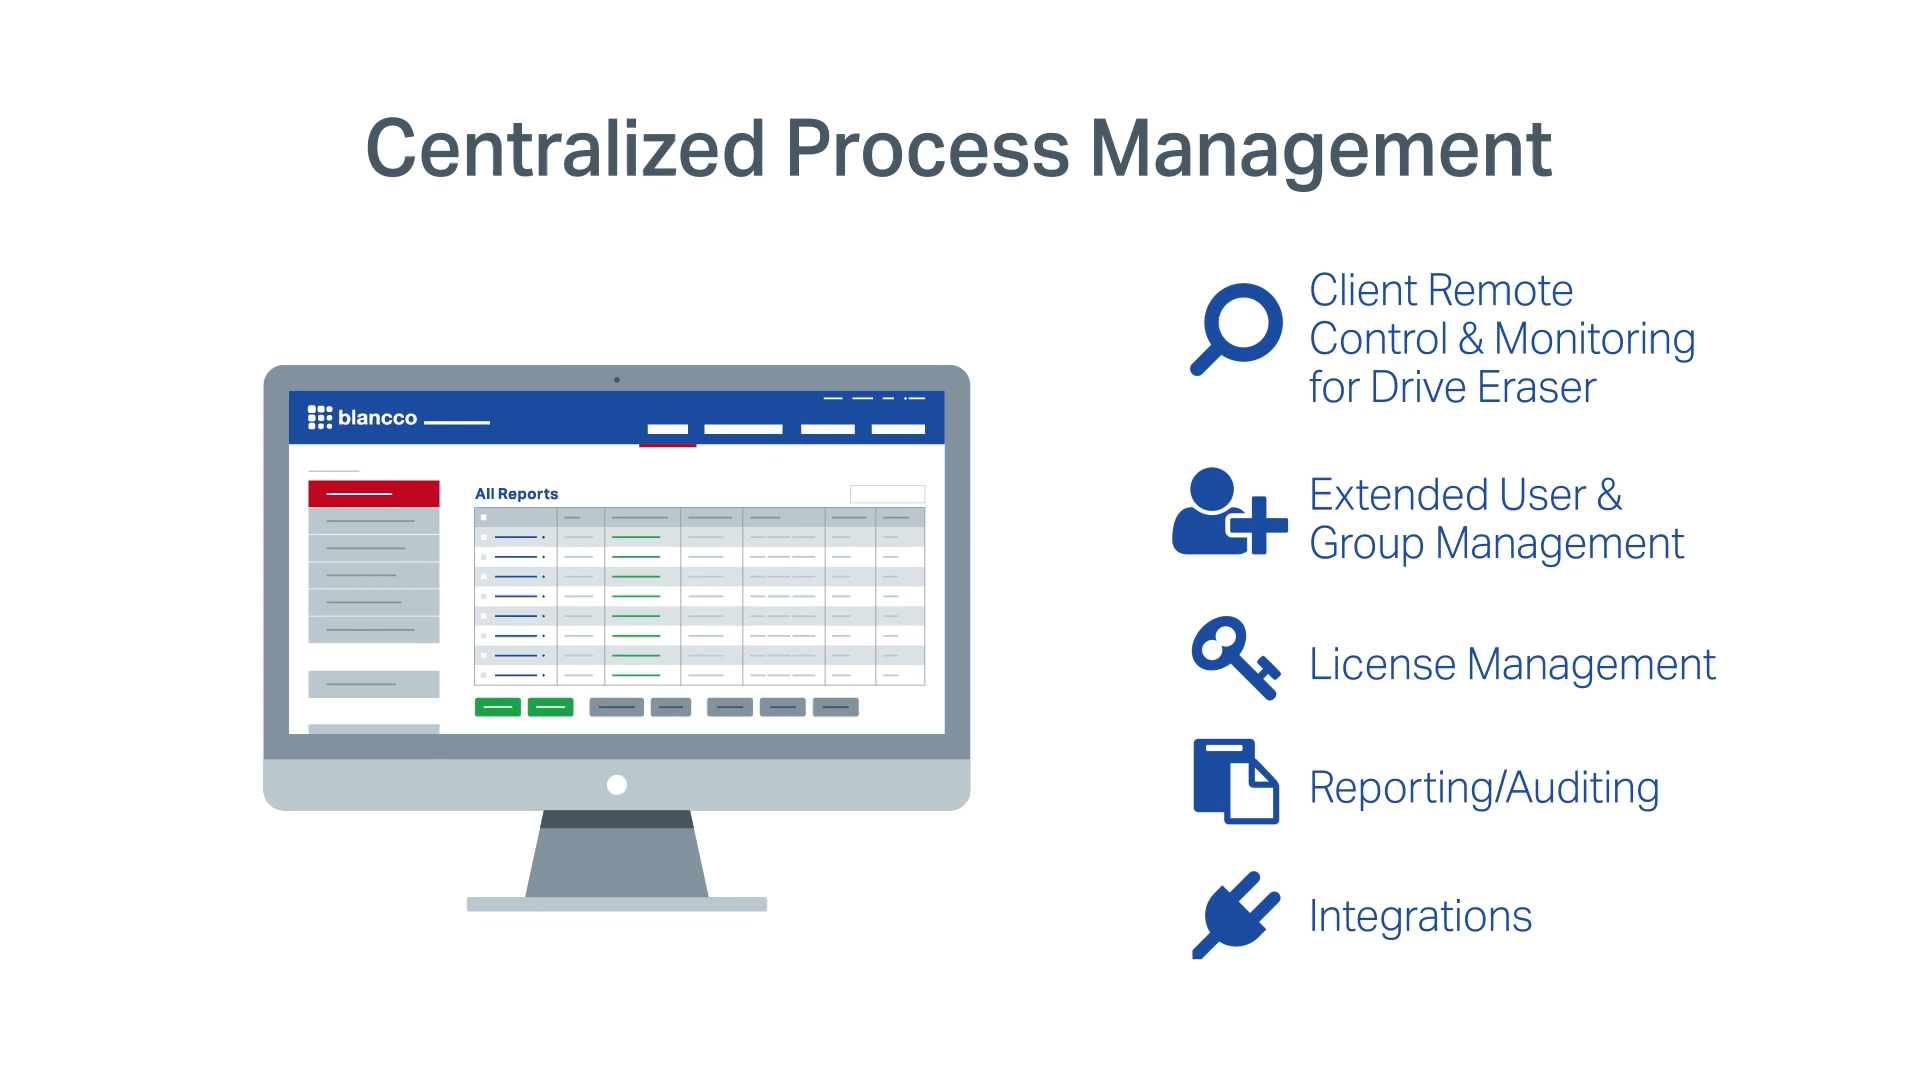 Centralized Process Management
blancco
All Reports
Client Remote
Control & Monitoring
for Drive Eraser
Extended User &
Group Management
License Management
Reporting/Auditing
Integrations